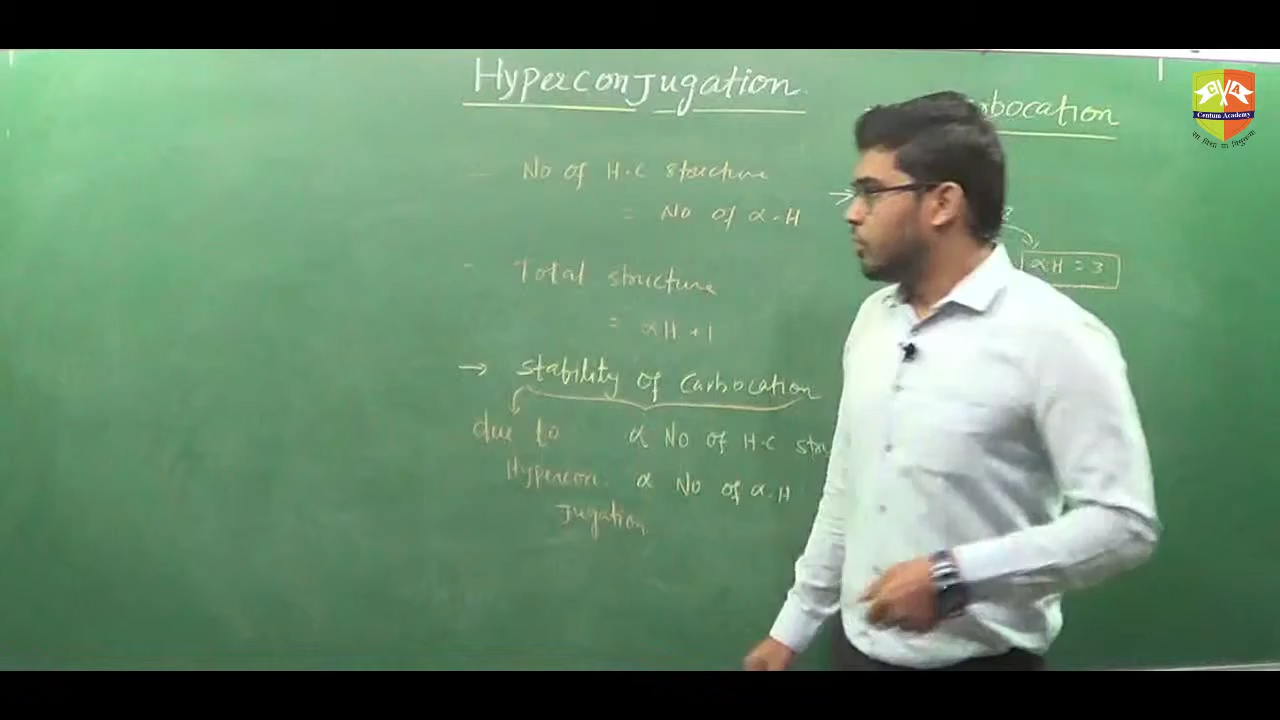 Hyperconjugation
No of H.C structure
= No of α-H
Total structure
= αH + 1
→ stability of Carbocation
due to α No of H-C stru
Hypercon. α No of α-H
Jugation
rbocation
αH = 3
Centum Academy